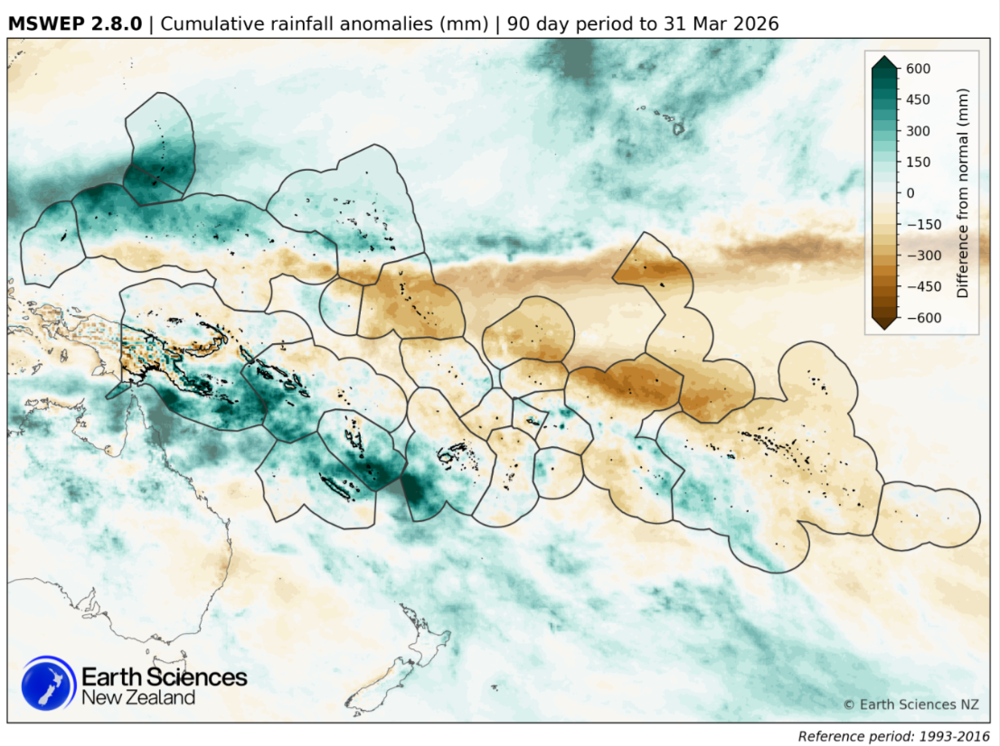 MSWEP 2.8.0 | Cumulative rainfall anomalies (mm) | 90 day period to 31 Mar 2026
600
450
300
150
0
−150
−300
−450
−600
Difference from normal (mm)
Earth Sciences
New Zealand
© Earth Sciences NZ
Reference period: 1993-2016